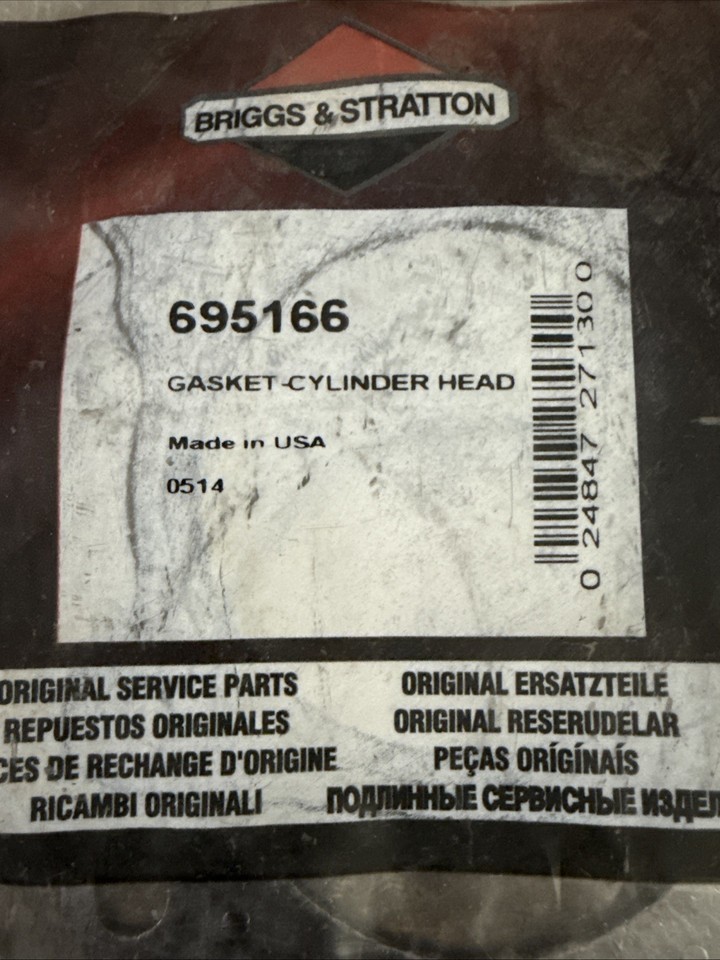 BRIGGS & STRATTON
695166
GASKET-CYLINDER HEAD
Made in USA
0514
0 24847 27130 0
ORIGINAL SERVICE PARTS
REPUESTOS ORIGINALES
CES DE RECHANGE D'ORIGINE
RICAMBI ORIGINALI
ORIGINAL ERSATZTEILE
ORIGINAL RESERUDELAR
PEÇAS ORÍGÍNAÍS
ПОДЛИННЫЕ СЕРВИСНЫЕ ИЗДЕЛ